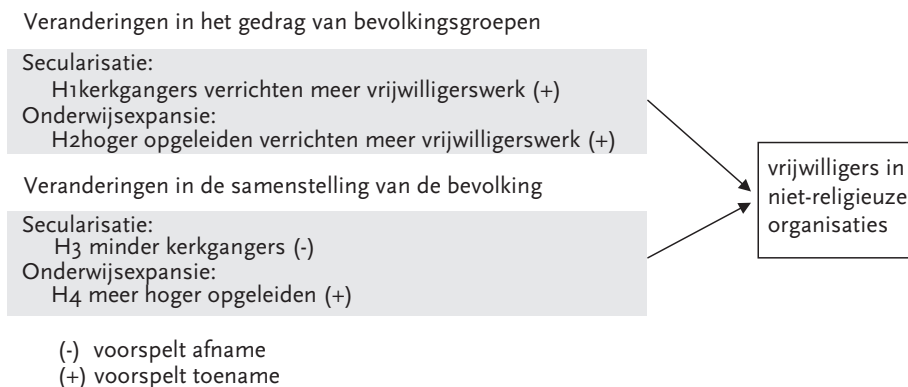 Veranderingen in het gedrag van bevolkingsgroepen
Secularisatie:
H1kerkgangers verrichten meer vrijwilligerswerk (+)
Onderwijsexpansie:
H2hoger opgeleiden verrichten meer vrijwilligerswerk (+)
Veranderingen in de samenstelling van de bevolking
Secularisatie:
H3 minder kerkgangers (-)
Onderwijsexpansie:
H4 meer hoger opgeleiden (+)
vrijwilligers in
niet-religieuze
organisaties
(-) voorspelt afname
(+) voorspelt toename